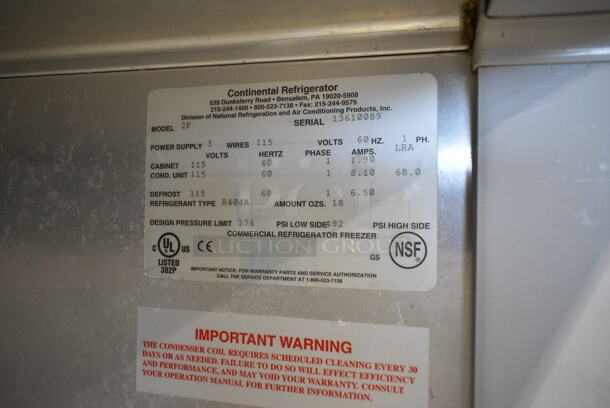 Continental Refrigerator
539 Dunksferry Road • Bensalem, PA 19020-5908
215-244-1400 • 800-523-7138 • Fax: 215-244-9579
Division of National Refrigeration and Air Conditioning Products, Inc.
MODEL 2F SERIAL 13610089
POWER SUPPLY 3 WIRES 115 VOLTS 60 HZ. 1 PH.
VOLTS HERTZ PHASE AMPS. LRA
CABINET 115 60 1 1.90
COND. UNIT 115 60 1 8.10 68.0
DEFROST 115 60 1 6.50
REFRIGERANT TYPE R404A AMOUNT OZS. 18
DESIGN PRESSURE LIMIT 174 PSI LOW SIDE 492 PSI HIGH SIDE
COMMERCIAL REFRIGERATOR FREEZER
C UL US CE GS NSF
LISTED
382P
AUCTION GROUP
IMPORTANT NOTICE: FOR WARRANTY PARTS AND SERVICE AUTHORIZATION
CALL THE SERVICE DEPARTMENT AT 1-800-523-7138
IMPORTANT WARNING
THE CONDENSER COIL REQUIRES SCHEDULED CLEANING EVERY 30
DAYS OR AS NEEDED. FAILURE TO DO SO WILL EFFECT EFFICIENCY
AND PERFORMANCE, AND MAY VOID YOUR WARRANTY. CONSULT
YOUR OPERATION MANUAL FOR FURTHER INFORMATION.